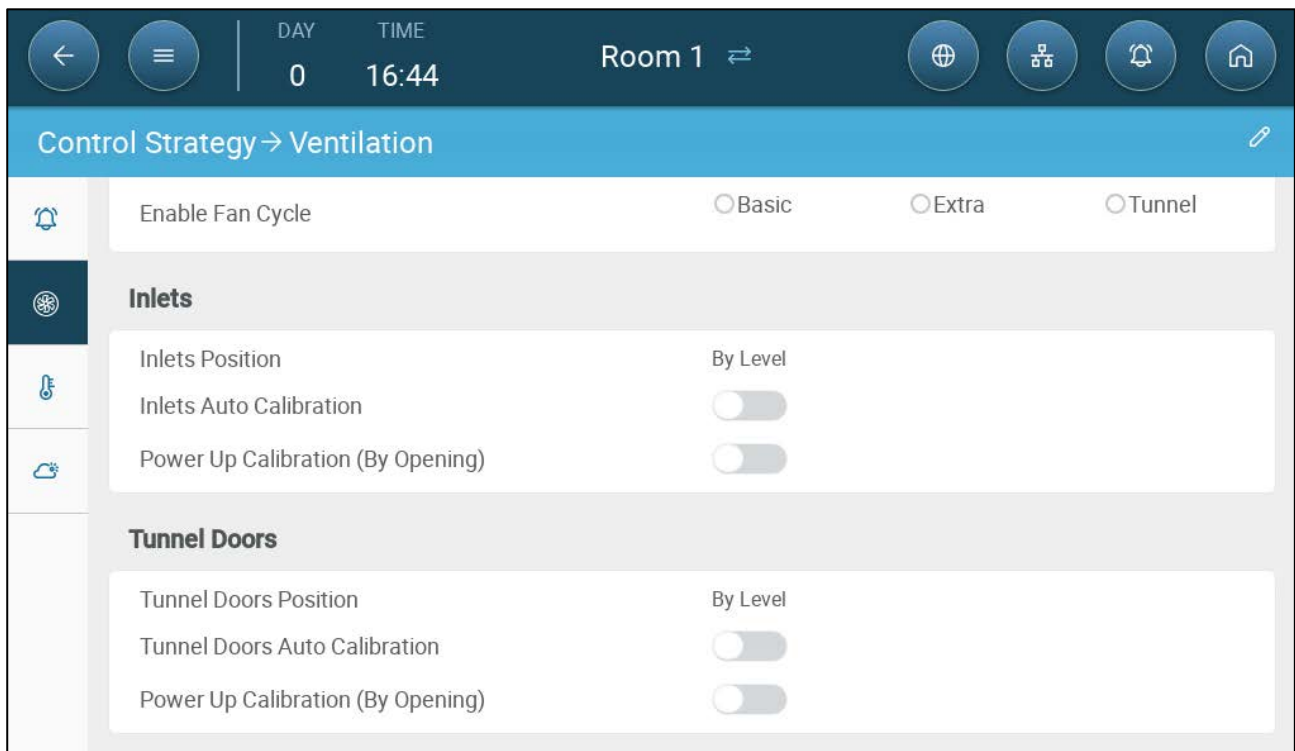 DAY TIME
0 16:44 Room 1
Control Strategy → Ventilation
Enable Fan Cycle Basic Extra Tunnel
Inlets
Inlets Position By Level
Inlets Auto Calibration
Power Up Calibration (By Opening)
Tunnel Doors
Tunnel Doors Position By Level
Tunnel Doors Auto Calibration
Power Up Calibration (By Opening)